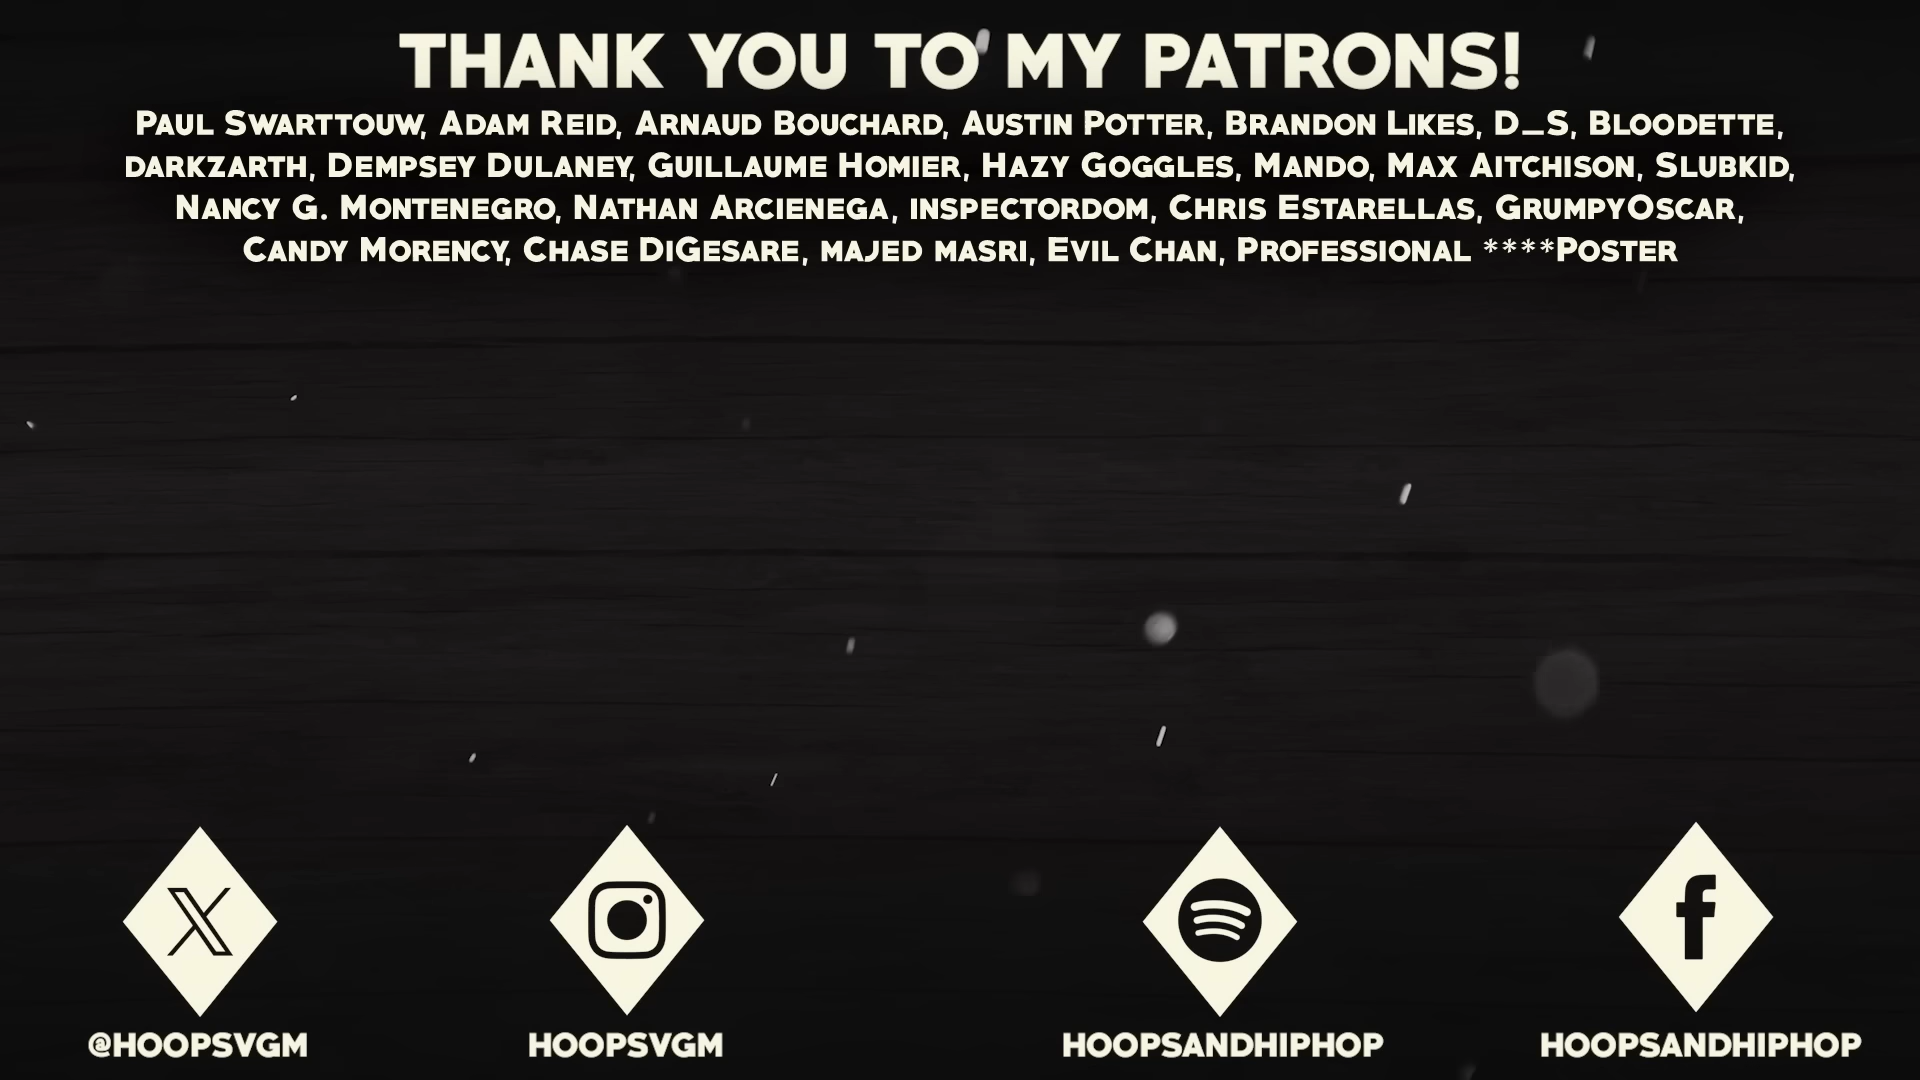 THANK YOU TO MY PATRONS!
Paul Swarttouw, Adam Reid, Arnaud Bouchard, Austin Potter, Brandon Likes, D_S, Bloodette,
darkzarth, Dempsey Dulaney, Guillaume Homier, Hazy Goggles, Mando, Max Aitchison, Slubkid,
Nancy G. Montenegro, Nathan Arcienega, inspectordom, Chris Estarellas, GrumpyOscar,
Candy Morency, Chase DiGesare, majed masri, Evil Chan, Professional ****Poster
@HOOPSVGM
HOOPSVGM
HOOPSANDHIPHOP
HOOPSANDHIPHOP